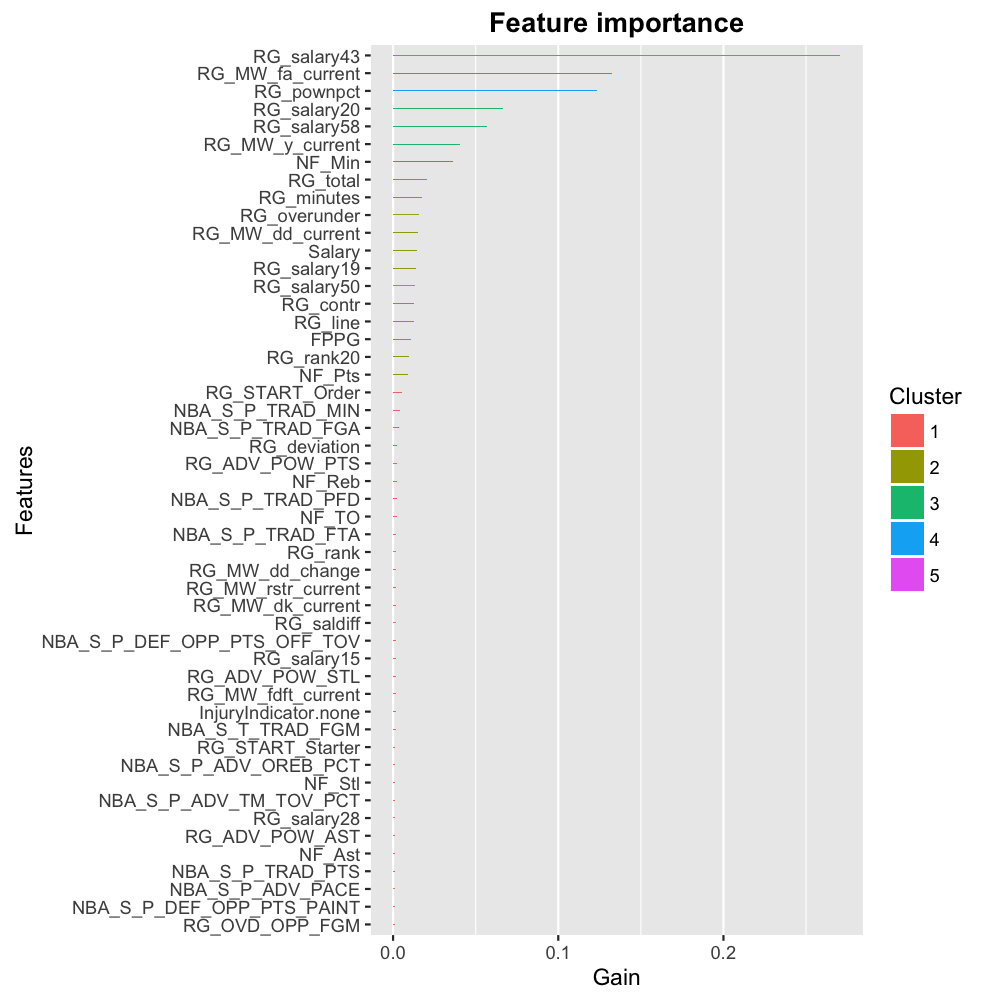 Feature importance
RG_salary43
RG_MW_fa_current
RG_pownpct
RG_salary20
RG_salary58
RG_MW_y_current
NF_Min
RG_total
RG_minutes
RG_overunder
RG_MW_dd_current
Salary
RG_salary19
RG_salary50
RG_contr
RG_line
FPPG
RG_rank20
NF_Pts
RG_START_Order
NBA_S_P_TRAD_MIN
NBA_S_P_TRAD_FGA
RG_deviation
RG_ADV_POW_PTS
NF_Reb
NBA_S_P_TRAD_PFD
NF_TO
NBA_S_P_TRAD_FTA
RG_rank
RG_MW_dd_change
RG_MW_rstr_current
RG_MW_dk_current
RG_saldiff
NBA_S_P_DEF_OPP_PTS_OFF_TOV
RG_salary15
RG_ADV_POW_STL
RG_MW_fdft_current
InjuryIndicator.none
NBA_S_T_TRAD_FGM
RG_START_Starter
NBA_S_P_ADV_OREB_PCT
NF_Stl
NBA_S_P_ADV_TM_TOV_PCT
RG_salary28
RG_ADV_POW_AST
NF_Ast
NBA_S_P_TRAD_PTS
NBA_S_P_ADV_PACE
NBA_S_P_DEF_OPP_PTS_PAINT
RG_OVD_OPP_FGM
Features
0.0 0.1 0.2
Gain
Cluster
1
2
3
4
5